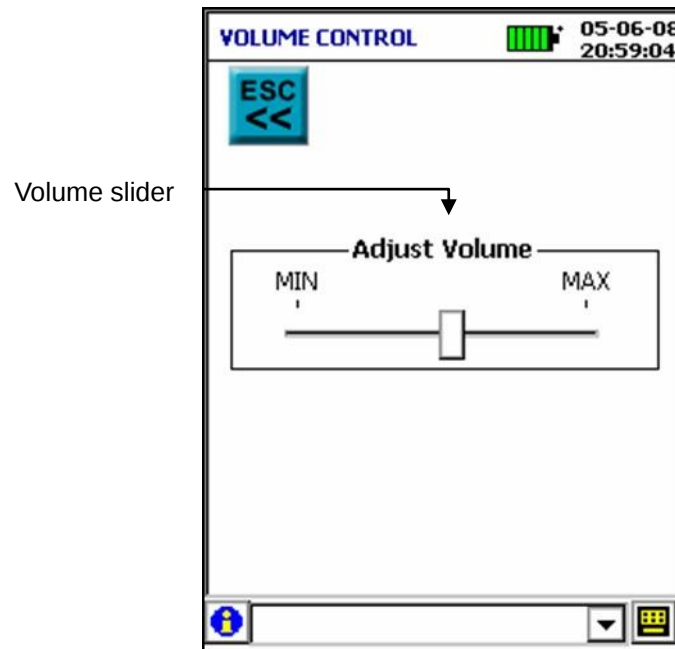 VOLUME CONTROL
05-06-08
20:59:04
ESC
<<
Volume slider
Adjust Volume
MIN MAX